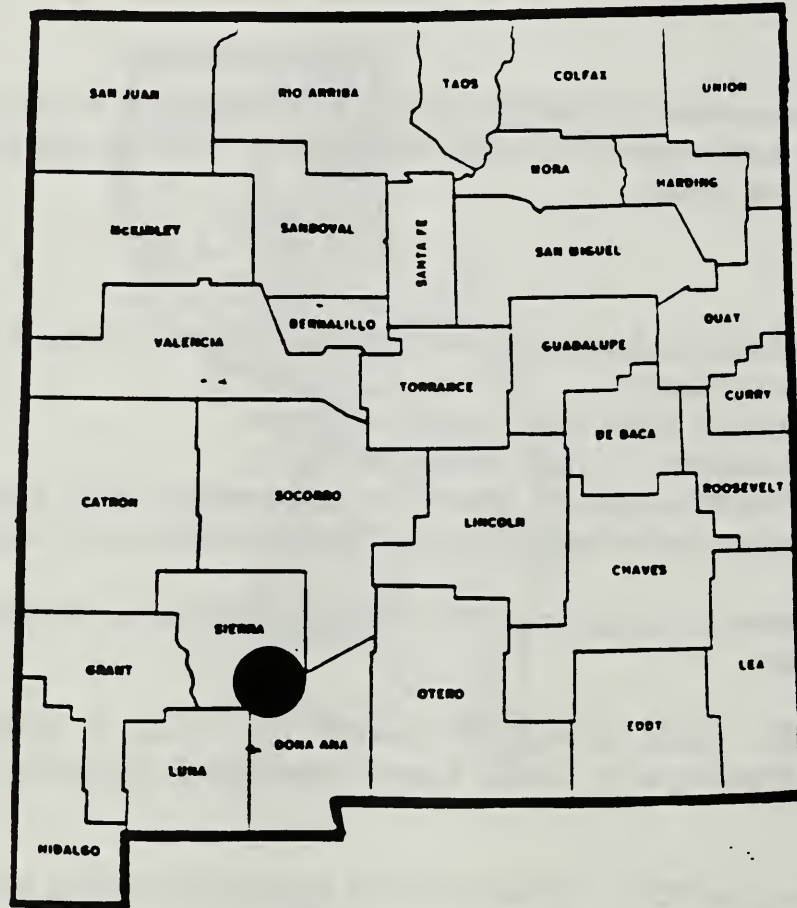 SAN JUAN
RIO ARRIBA
TAOS
COLFAX
UNION
MORA
HARDING
McKINLEY
SANDOVAL
SANTA FE
SAN MIGUEL
BERNALILLO
QUAY
VALENCIA
GUADALUPE
TORRANCE
CURRY
DE BACA
CATRON
SOCORRO
ROOSEVELT
LINCOLN
CHAVES
SIERRA
GRANT
LEA
OTERO
EDDY
DONA ANA
LUNA
HIDALGO